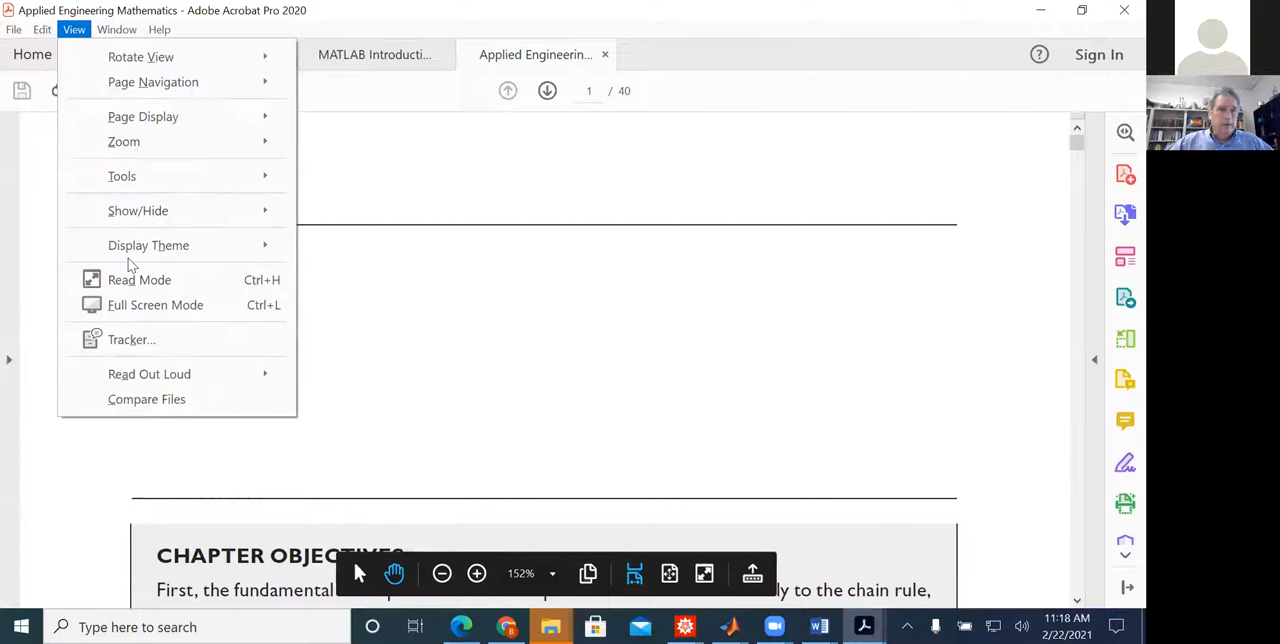 Applied Engineering Mathematics - Adobe Acrobat Pro 2020
File Edit View Window Help
Home
MATLAB Introducti...
Applied Engineerin...
Sign In
1 / 40
Rotate View
Page Navigation
Page Display
Zoom
Tools
Show/Hide
Display Theme
Read Mode Ctrl+H
Full Screen Mode Ctrl+L
Tracker...
Read Out Loud
Compare Files
CHAPTER OBJECTIVES
First, the fundamental
ly to the chain rule,
152%
Type here to search
11:18 AM
2/22/2021